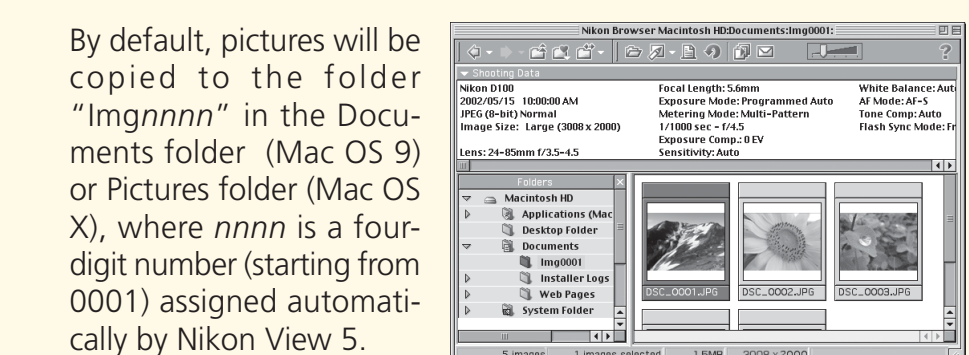 By default, pictures will be
copied to the folder
“Imgnnnn” in the Docu-
ments folder (Mac OS 9)
or Pictures folder (Mac OS
X), where nnnn is a four-
digit number (starting from
0001) assigned automati-
cally by Nikon View 5.
Nikon Browser Macintosh HD:Documents:Img0001:
?
Shooting Data
Nikon D100 Focal Length: 5.6mm White Balance: Aut
2002/05/15 10:00:00 AM Exposure Mode: Programmed Auto AF Mode: AF-S
JPEG (8-bit) Normal Metering Mode: Multi-Pattern Tone Comp: Auto
Image Size: Large (3008 x 2000) 1/1000 sec - f/4.5 Flash Sync Mode: Fr
Exposure Comp.: 0 EV
Lens: 24-85mm f/3.5-4.5 Sensitivity: Auto
Folders
Macintosh HD
Applications (Mac
Desktop Folder
Documents
Img0001
Installer Logs
Web Pages
System Folder
DSC_0001.JPG DSC_0002.JPG DSC_0003.JPG
5 images 1 images selected 1.5MB 3008 x 2000